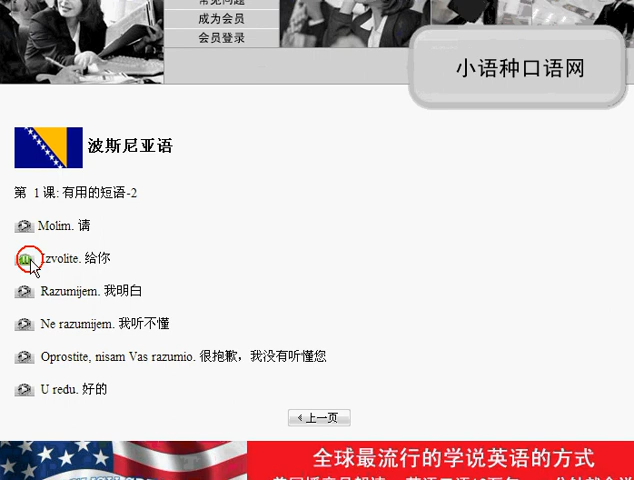 常见问题
成为会员
会员登录
小语种口语网
波斯尼亚语
第 1 课: 有用的短语-2
Molim. 请
Izvolite. 给你
Razumijem. 我明白
Ne razumijem. 我听不懂
Oprostite, nisam Vas razumio. 很抱歉，我没有听懂您
U redu. 好的
上一页
全球最流行的学说英语的方式